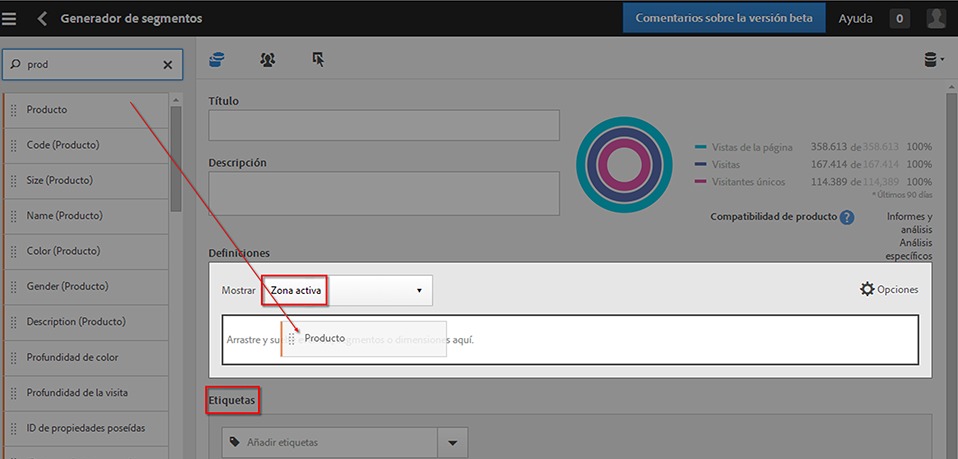 Generador de segmentos
Comentarios sobre la versión beta
Ayuda
0
prod
Producto
Code (Producto)
Size (Producto)
Name (Producto)
Color (Producto)
Gender (Producto)
Description (Producto)
Profundidad de color
Profundidad de la visita
ID de propiedades poseídas
Título
Descripción
Vistas de la página 358.613 de 358.613 100%
Visitas 167.414 de 167.414 100%
Visitantes únicos 114.389 de 114,389 100%
* Últimos 90 días
Compatibilidad de producto ? Informes y
análisis
Análisis
específicos
Definiciones
Mostrar Zona activa
Opciones
Arrastre y su
Producto
segmentos o dimensiones aquí.
Etiquetas
Añadir etiquetas